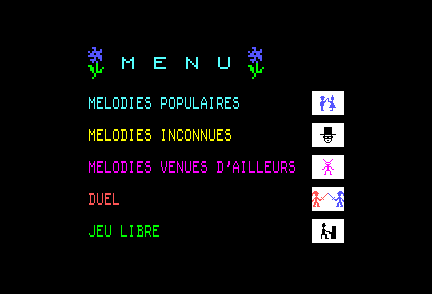 M E N U
MELODIES POPULAIRES
MELODIES INCONNUES
MELODIES VENUES D'AILLEURS
DUEL
JEU LIBRE